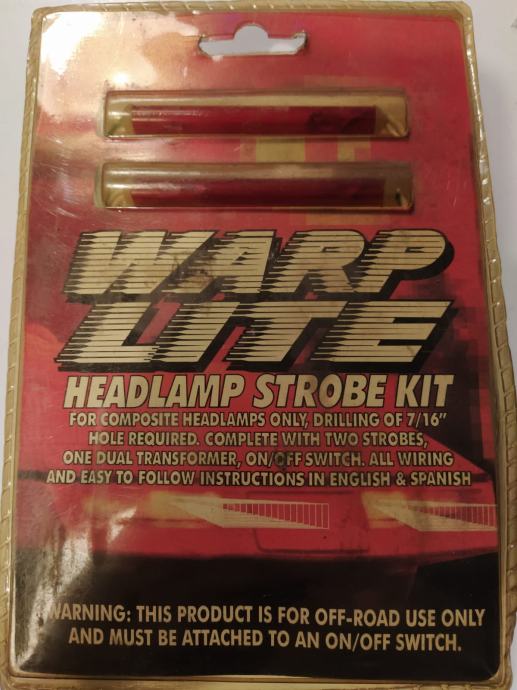 WARP
LITE
HEADLAMP STROBE KIT
FOR COMPOSITE HEADLAMPS ONLY, DRILLING OF 7/16"
HOLE REQUIRED. COMPLETE WITH TWO STROBES,
ONE DUAL TRANSFORMER, ON/OFF SWITCH. ALL WIRING
AND EASY TO FOLLOW INSTRUCTIONS IN ENGLISH & SPANISH
WARNING: THIS PRODUCT IS FOR OFF-ROAD USE ONLY
AND MUST BE ATTACHED TO AN ON/OFF SWITCH.